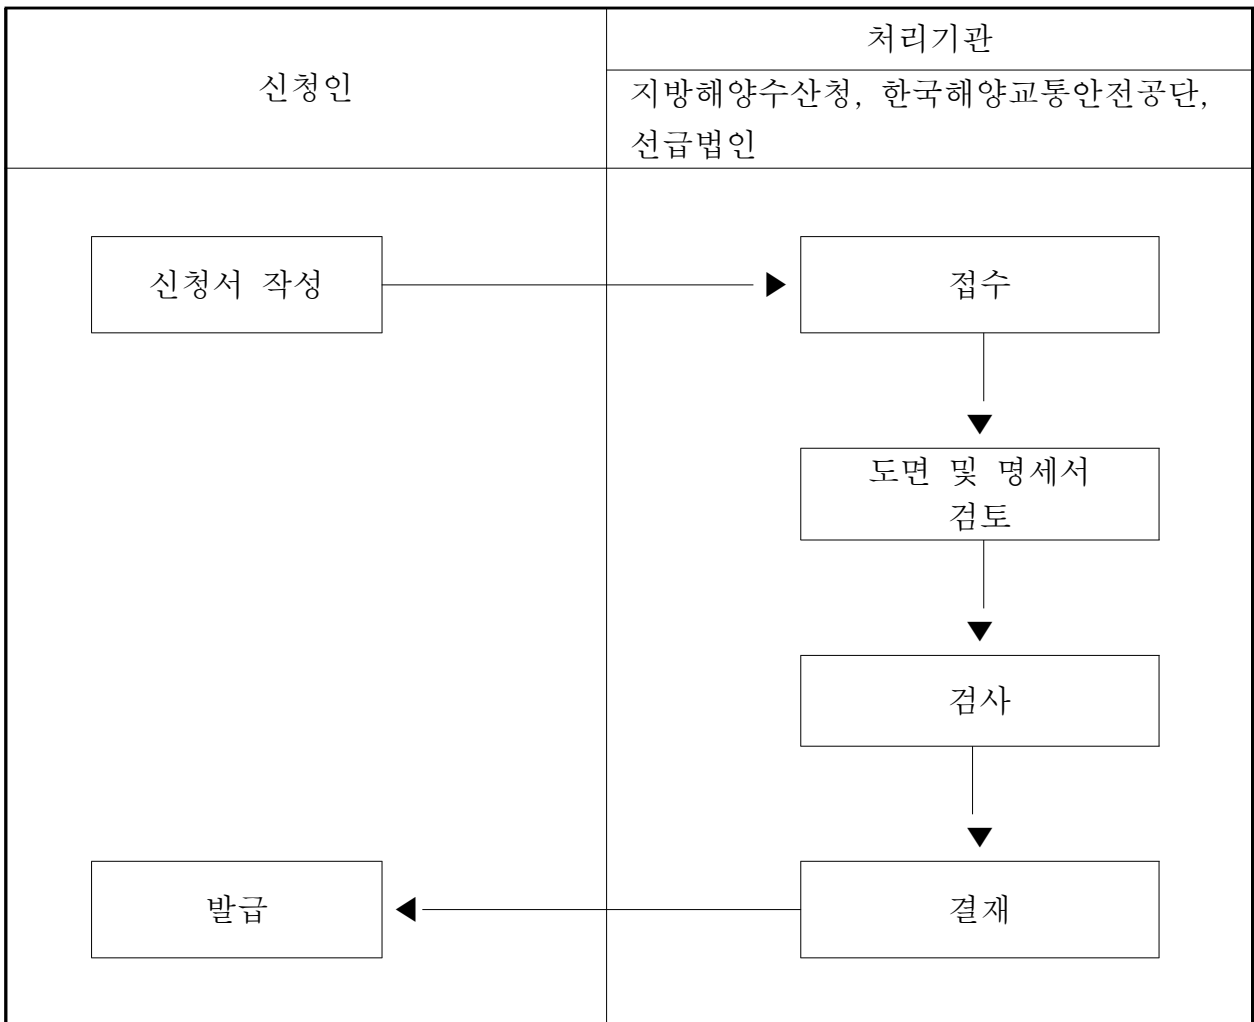 신청인
처리기관
지방해양수산청, 한국해양교통안전공단,
선급법인
신청서 작성
접수
도면 및 명세서
검토
검사
발급
결재